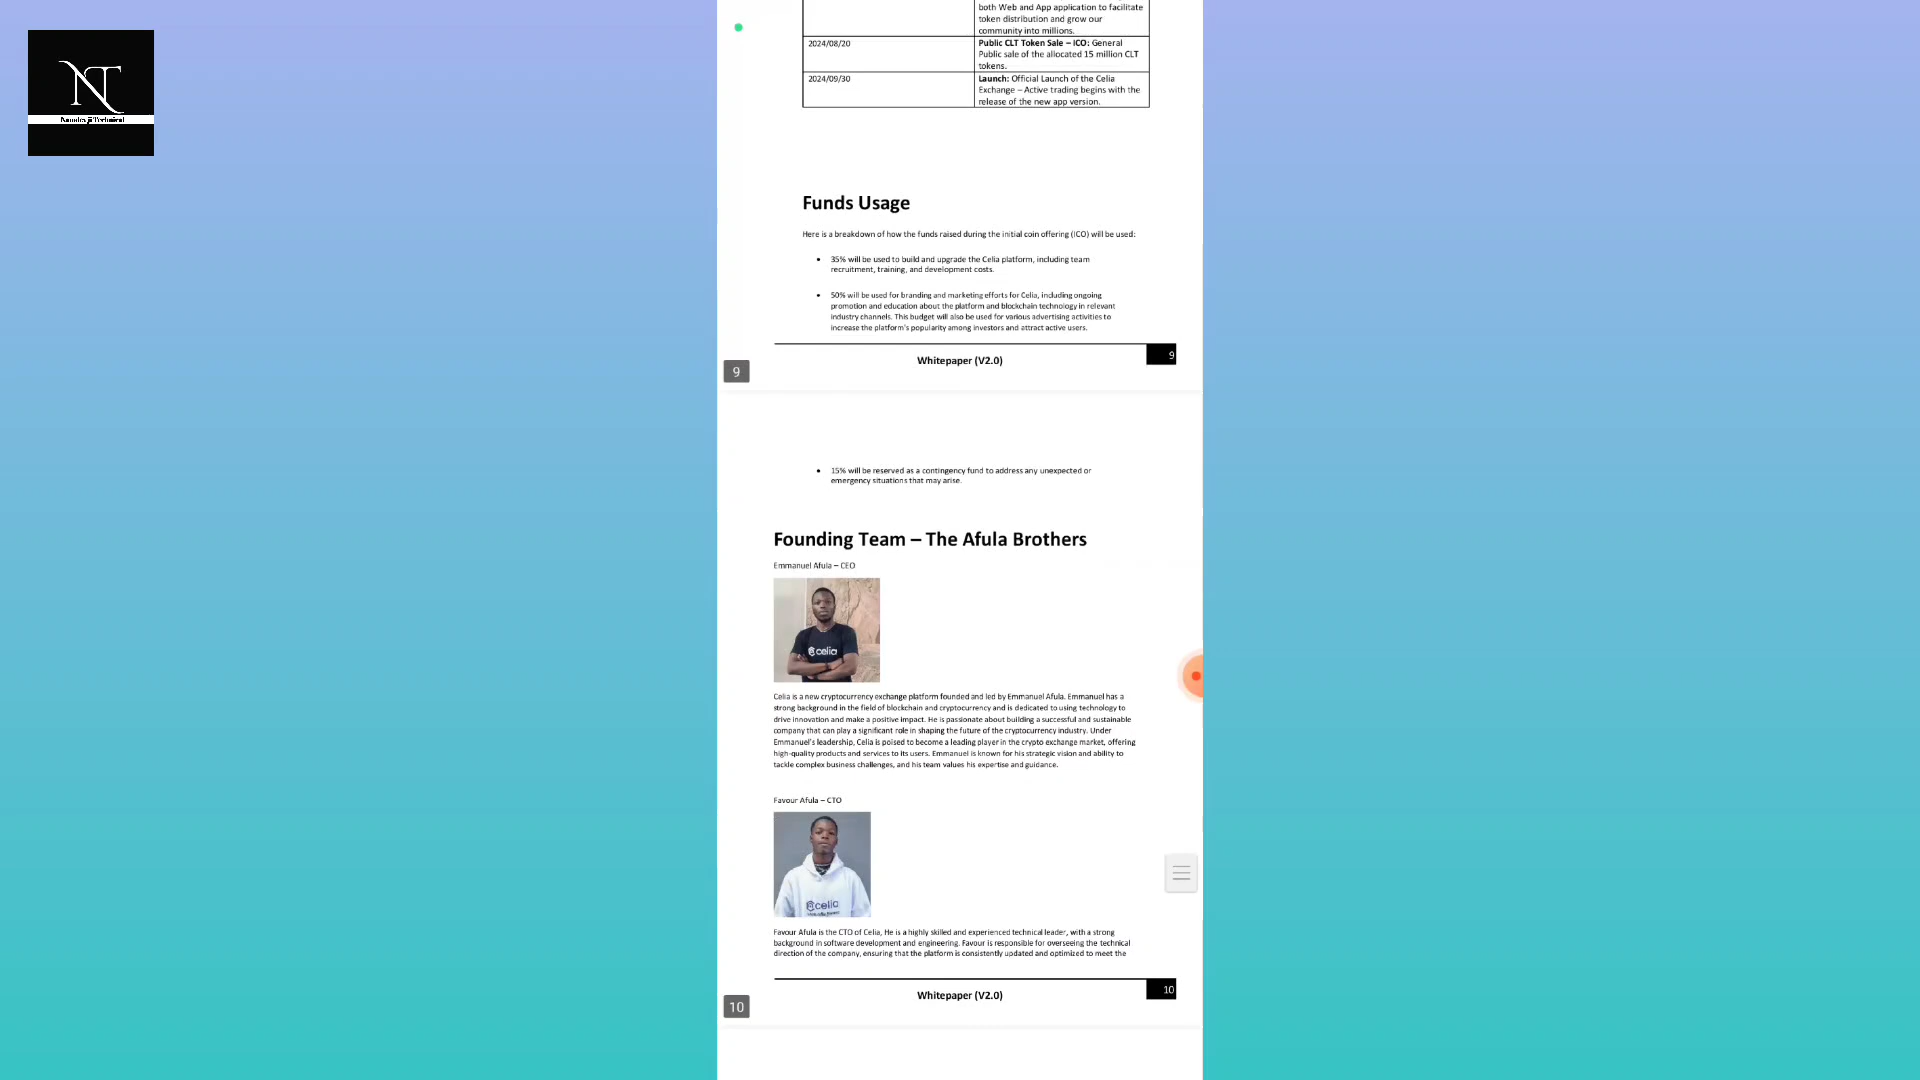 NT
both Web and App application to facilitate
token distribution and grow our
community into millions.
2024/08/20
Public CLT Token Sale – ICO: General
Public sale of the allocated 15 million CLT
tokens.
2024/09/30
Launch: Official Launch of the Celia
Exchange – Active trading begins with the
release of the new app version.
Funds Usage
Here is a breakdown of how the funds raised during the initial coin offering (ICO) will be used:
• 35% will be used to build and upgrade the Celia platform, including team
recruitment, training, and development costs.
• 50% will be used for branding and marketing efforts for Celia, including ongoing
promotion and education about the platform and blockchain technology in relevant
industry channels. This budget will also be used for various advertising activities to
increase the platform's popularity among investors and attract active users.
9
Whitepaper (V2.0)
9
• 15% will be reserved as a contingency fund to address any unexpected or
emergency situations that may arise.
Founding Team – The Afula Brothers
Emmanuel Afula – CEO
celia
Celia is a new cryptocurrency exchange platform founded and led by Emmanuel Afula. Emmanuel has a
strong background in the field of blockchain and cryptocurrency and is dedicated to using technology to
drive innovation and make a positive impact. He is passionate about building a successful and sustainable
company that can play a significant role in shaping the future of the cryptocurrency industry. Under
Emmanuel's leadership, Celia is poised to become a leading player in the crypto exchange market, offering
high-quality products and services to its users. Emmanuel is known for his strategic vision and ability to
tackle complex business challenges, and his team values his expertise and guidance.
Favour Afula – CTO
celia
Favour Afula is the CTO of Celia, He is a highly skilled and experienced technical leader, with a strong
background in software development and engineering. Favour is responsible for overseeing the technical
direction of the company, ensuring that the platform is consistently updated and optimized to meet the
10
Whitepaper (V2.0)
10